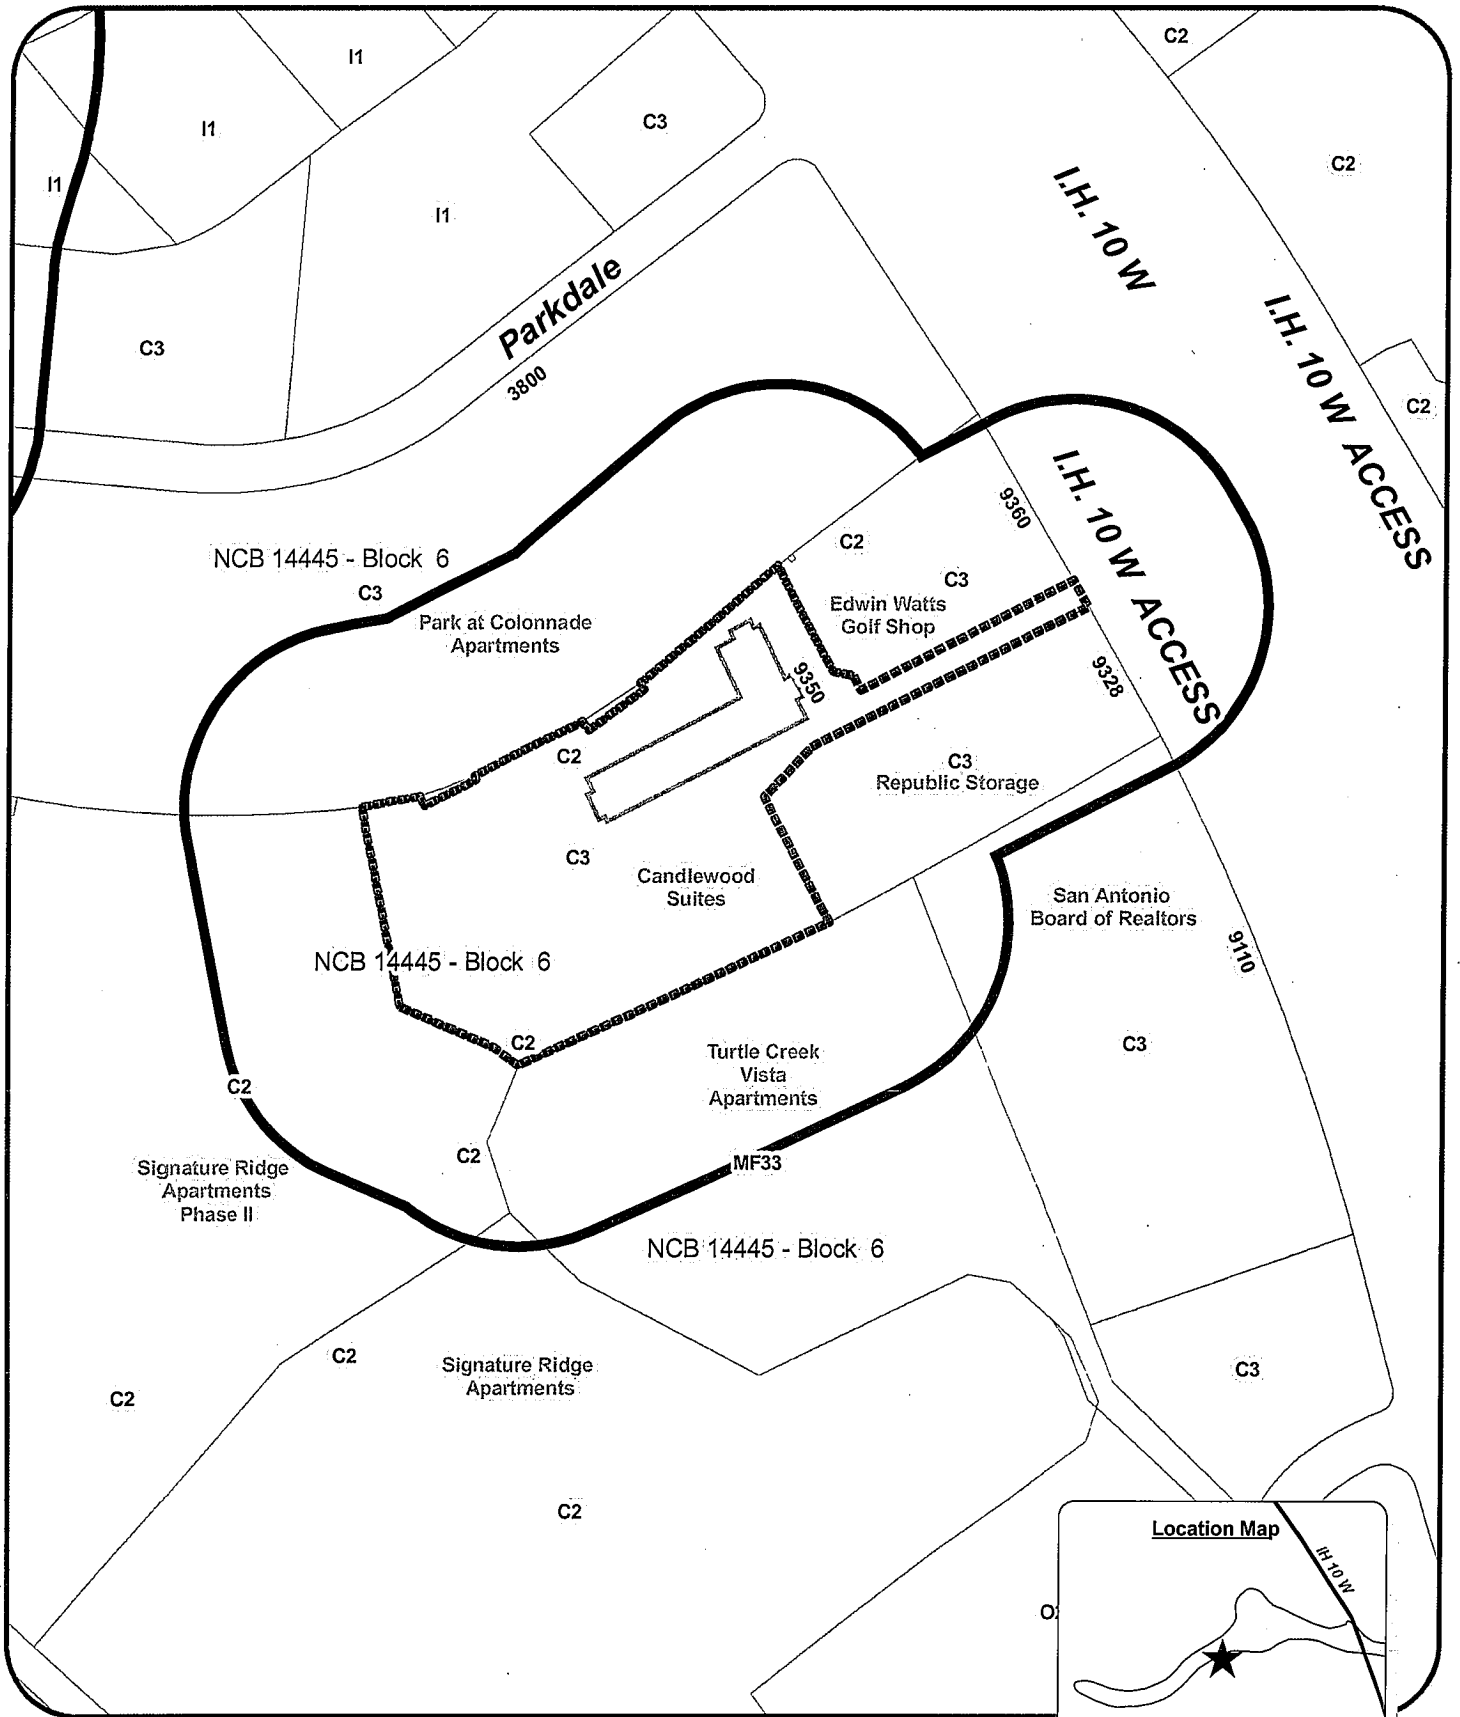 C2
I1
I1
C3
C2
I1
I1
I.H. 10 W
Parkdale
3800
C3
I.H. 10 W ACCESS
C2
I.H. 10 W ACCESS
9360
NCB 14445 - Block 6
C3
C2
C3
Edwin Watts
Golf Shop
Park at Colonnade
Apartments
9350
9328
C2
C3
Republic Storage
C3
Candlewood
Suites
San Antonio
Board of Realtors
9110
NCB 14445 - Block 6
C2
C3
Turtle Creek
Vista
Apartments
C2
C2
MF33
Signature Ridge
Apartments
Phase II
NCB 14445 - Block 6
C2
Signature Ridge
Apartments
C3
C2
C2
Location Map
IH 10 W